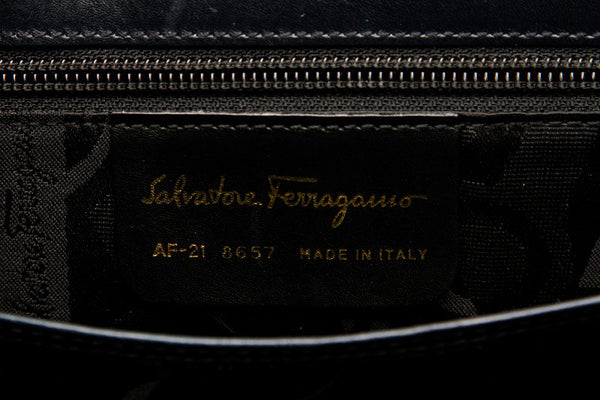 Salvatore Ferragamo
AF-21 8657 MADE IN ITALY